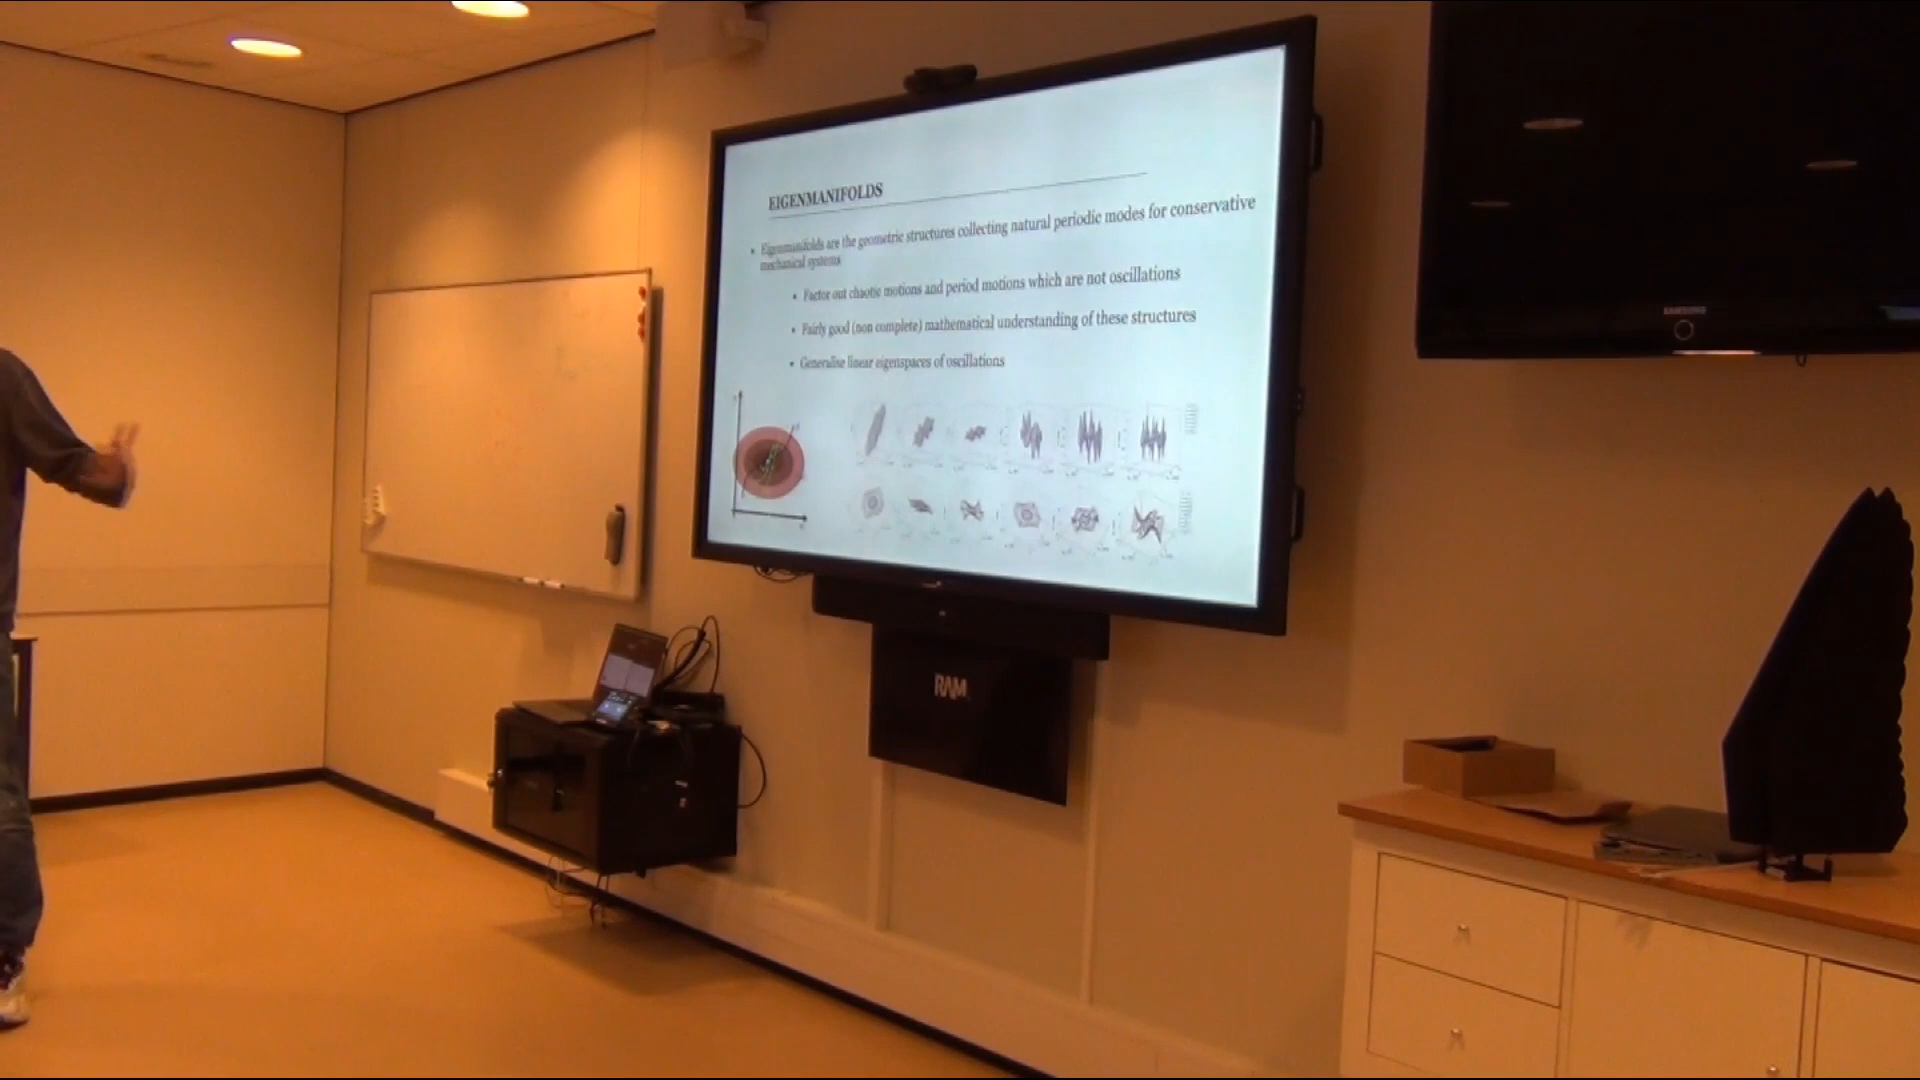 EIGENMANIFOLDS
• Eigenmanifolds are the geometric structures collecting natural periodic modes for conservative
mechanical systems
• Factor out chaotic motions and period motions which are not oscillations
• Fairly good (non complete) mathematical understanding of these structures
• Generalise linear eigenspaces of oscillations
SAMSUNG
RAM